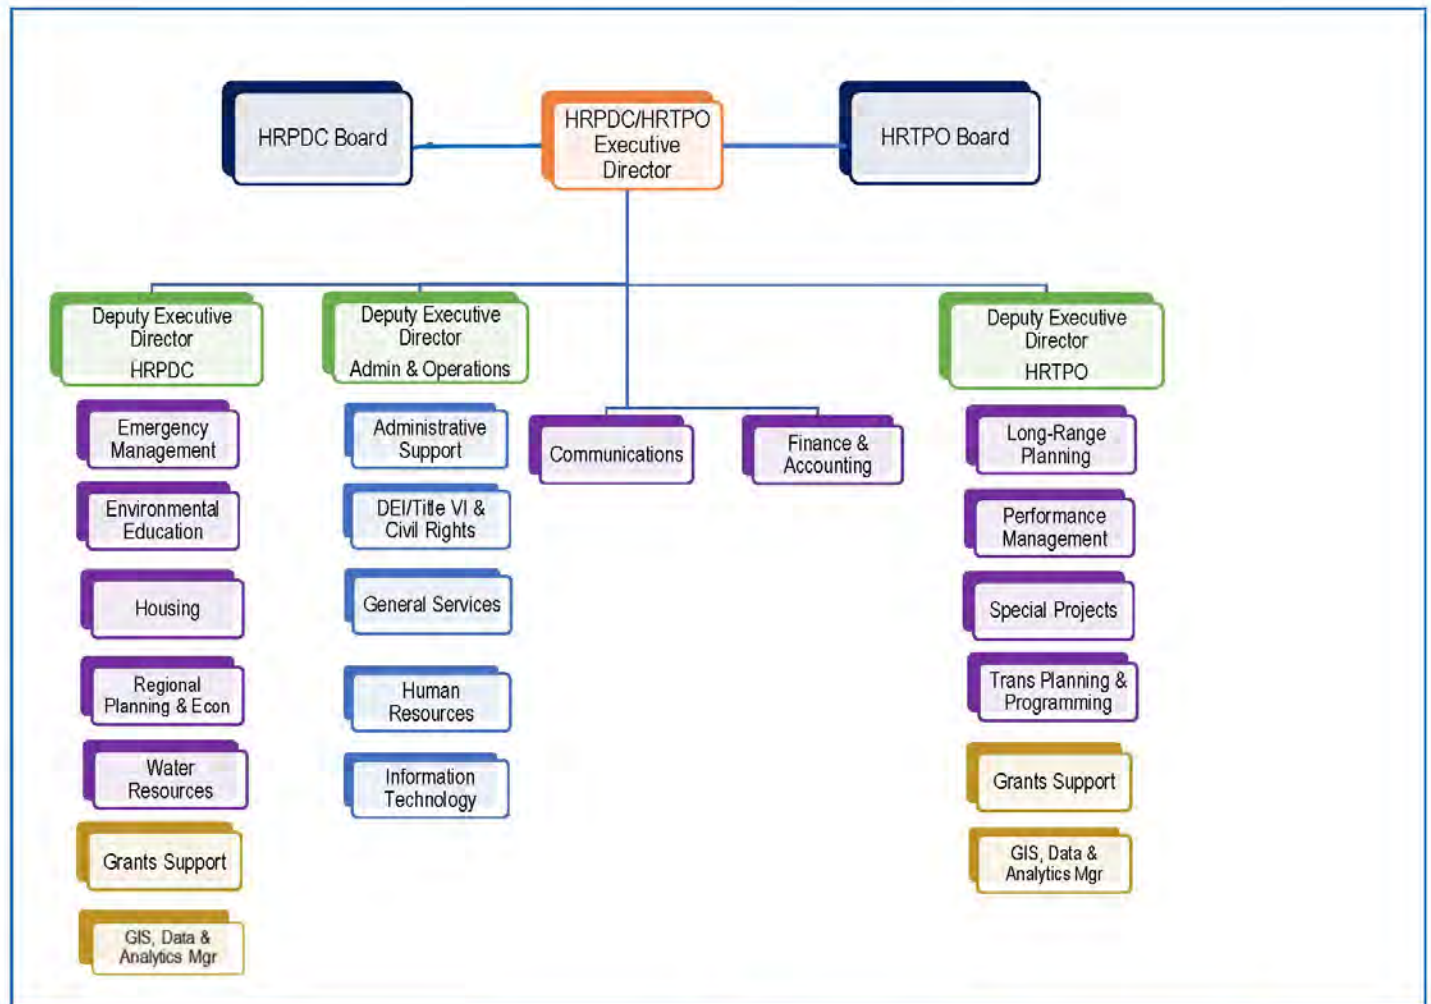 HRPDC Board
HRPDC/HRTPO
Executive
Director
HRTPO Board
Deputy Executive
Director
HRPDC
Deputy Executive
Director
Admin & Operations
Deputy Executive
Director
HRTPO
Emergency
Management
Environmental
Education
Housing
Regional
Planning & Econ
Water
Resources
Grants Support
GIS, Data &
Analytics Mgr
Administrative
Support
DEI/Title VI &
Civil Rights
General Services
Human
Resources
Information
Technology
Communications
Finance &
Accounting
Long-Range
Planning
Performance
Management
Special Projects
Trans Planning &
Programming
Grants Support
GIS, Data &
Analytics Mgr